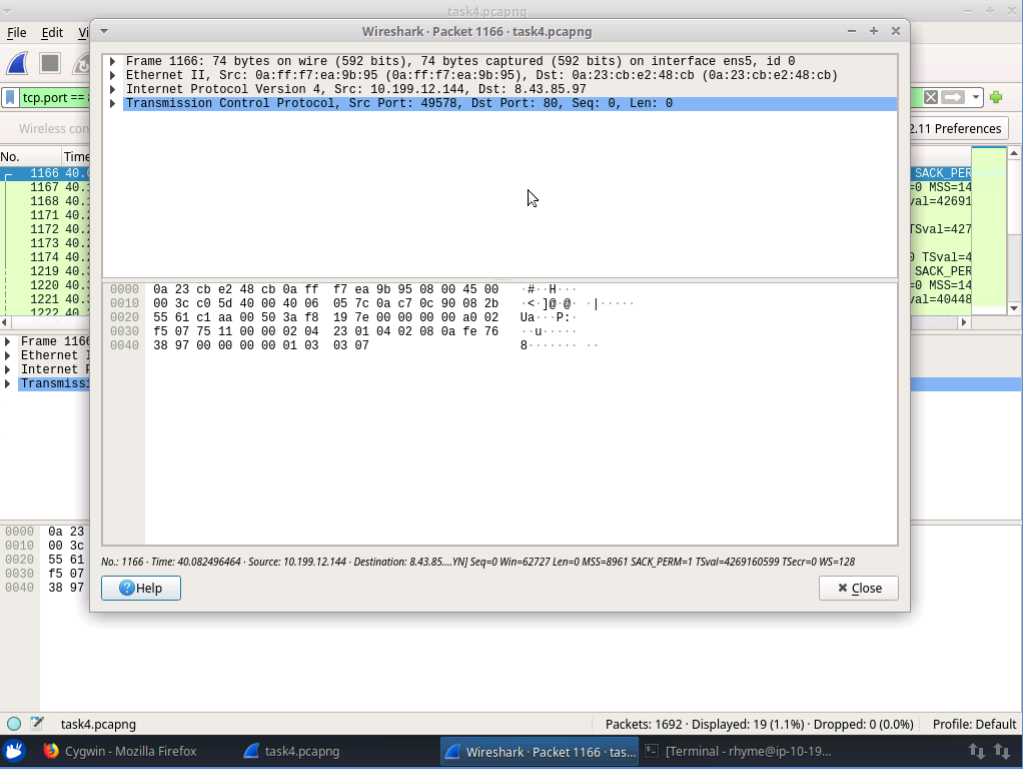 task4.pcapng
File Edit Vi
Wireshark · Packet 1166 · task4.pcapng
tcp.port ==
Wireless con
2.11 Preferences
No. Time
1166 40.0 SACK_PER
1167 40.1 =0 MSS=14
1168 40.1 val=42691
1171 40.2
1172 40.2 TSval=427
1173 40.2
1174 40.2 0 TSval=4
1219 40.3 SACK_PER
1220 40.3 =0 MSS=14
1221 40.3 val=40448
1222 40.
Frame 1166: 74 bytes on wire (592 bits), 74 bytes captured (592 bits) on interface ens5, id 0
Ethernet II, Src: 0a:ff:f7:ea:9b:95 (0a:ff:f7:ea:9b:95), Dst: 0a:23:cb:e2:48:cb (0a:23:cb:e2:48:cb)
Internet Protocol Version 4, Src: 10.199.12.144, Dst: 8.43.85.97
Transmission Control Protocol, Src Port: 49578, Dst Port: 80, Seq: 0, Len: 0
0000 0a 23 cb e2 48 cb 0a ff f7 ea 9b 95 08 00 45 00 ·#··H···
0010 00 3c c0 5d 40 00 40 06 05 7c 0a c7 0c 90 08 2b ·<·]@·@· ·|·····
0020 55 61 c1 aa 00 50 3a f8 19 7e 00 00 00 00 a0 02 Ua···P:·
0030 f5 07 75 11 00 00 02 04 23 01 04 02 08 0a fe 76 ··u·····
0040 38 97 00 00 00 00 01 03 03 07 8······· ··
No.: 1166 · Time: 40.082496464 · Source: 10.199.12.144 · Destination: 8.43.85....YN] Seq=0 Win=62727 Len=0 MSS=8961 SACK_PERM=1 TSval=4269160599 TSecr=0 WS=128
Help
Close
Frame 1166
Ethernet I
Internet P
Transmissi
0000 0a 23
0010 00 3c
0020 55 61
0030 f5 07
0040 38 97
task4.pcapng
Packets: 1692 · Displayed: 19 (1.1%) · Dropped: 0 (0.0%)
Profile: Default
Cygwin - Mozilla Firefox
task4.pcapng
Wireshark · Packet 1166 · tas...
[Terminal - rhyme@ip-10-19...